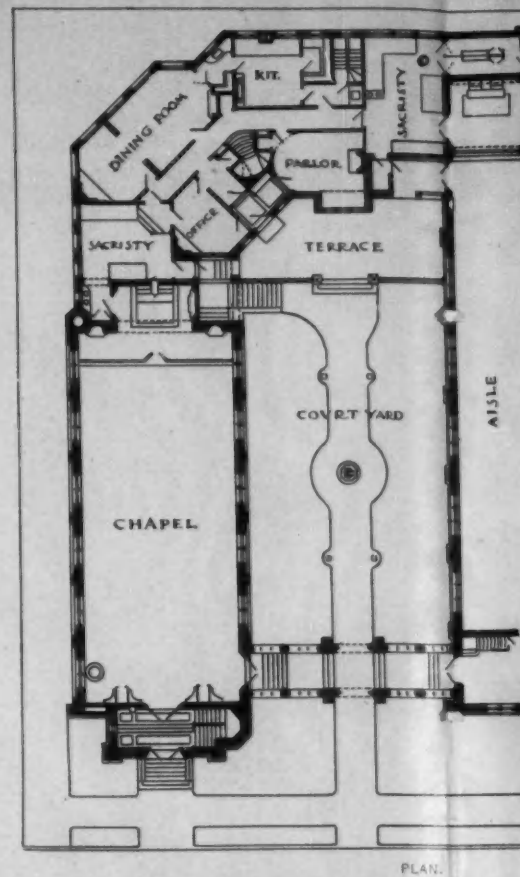 KIT.
DINING ROOM
SACRISTY
PARLOR
OFFICE
SACRISTY
TERRACE
COVRT YARD
AISLE
CHAPEL
PLAN.